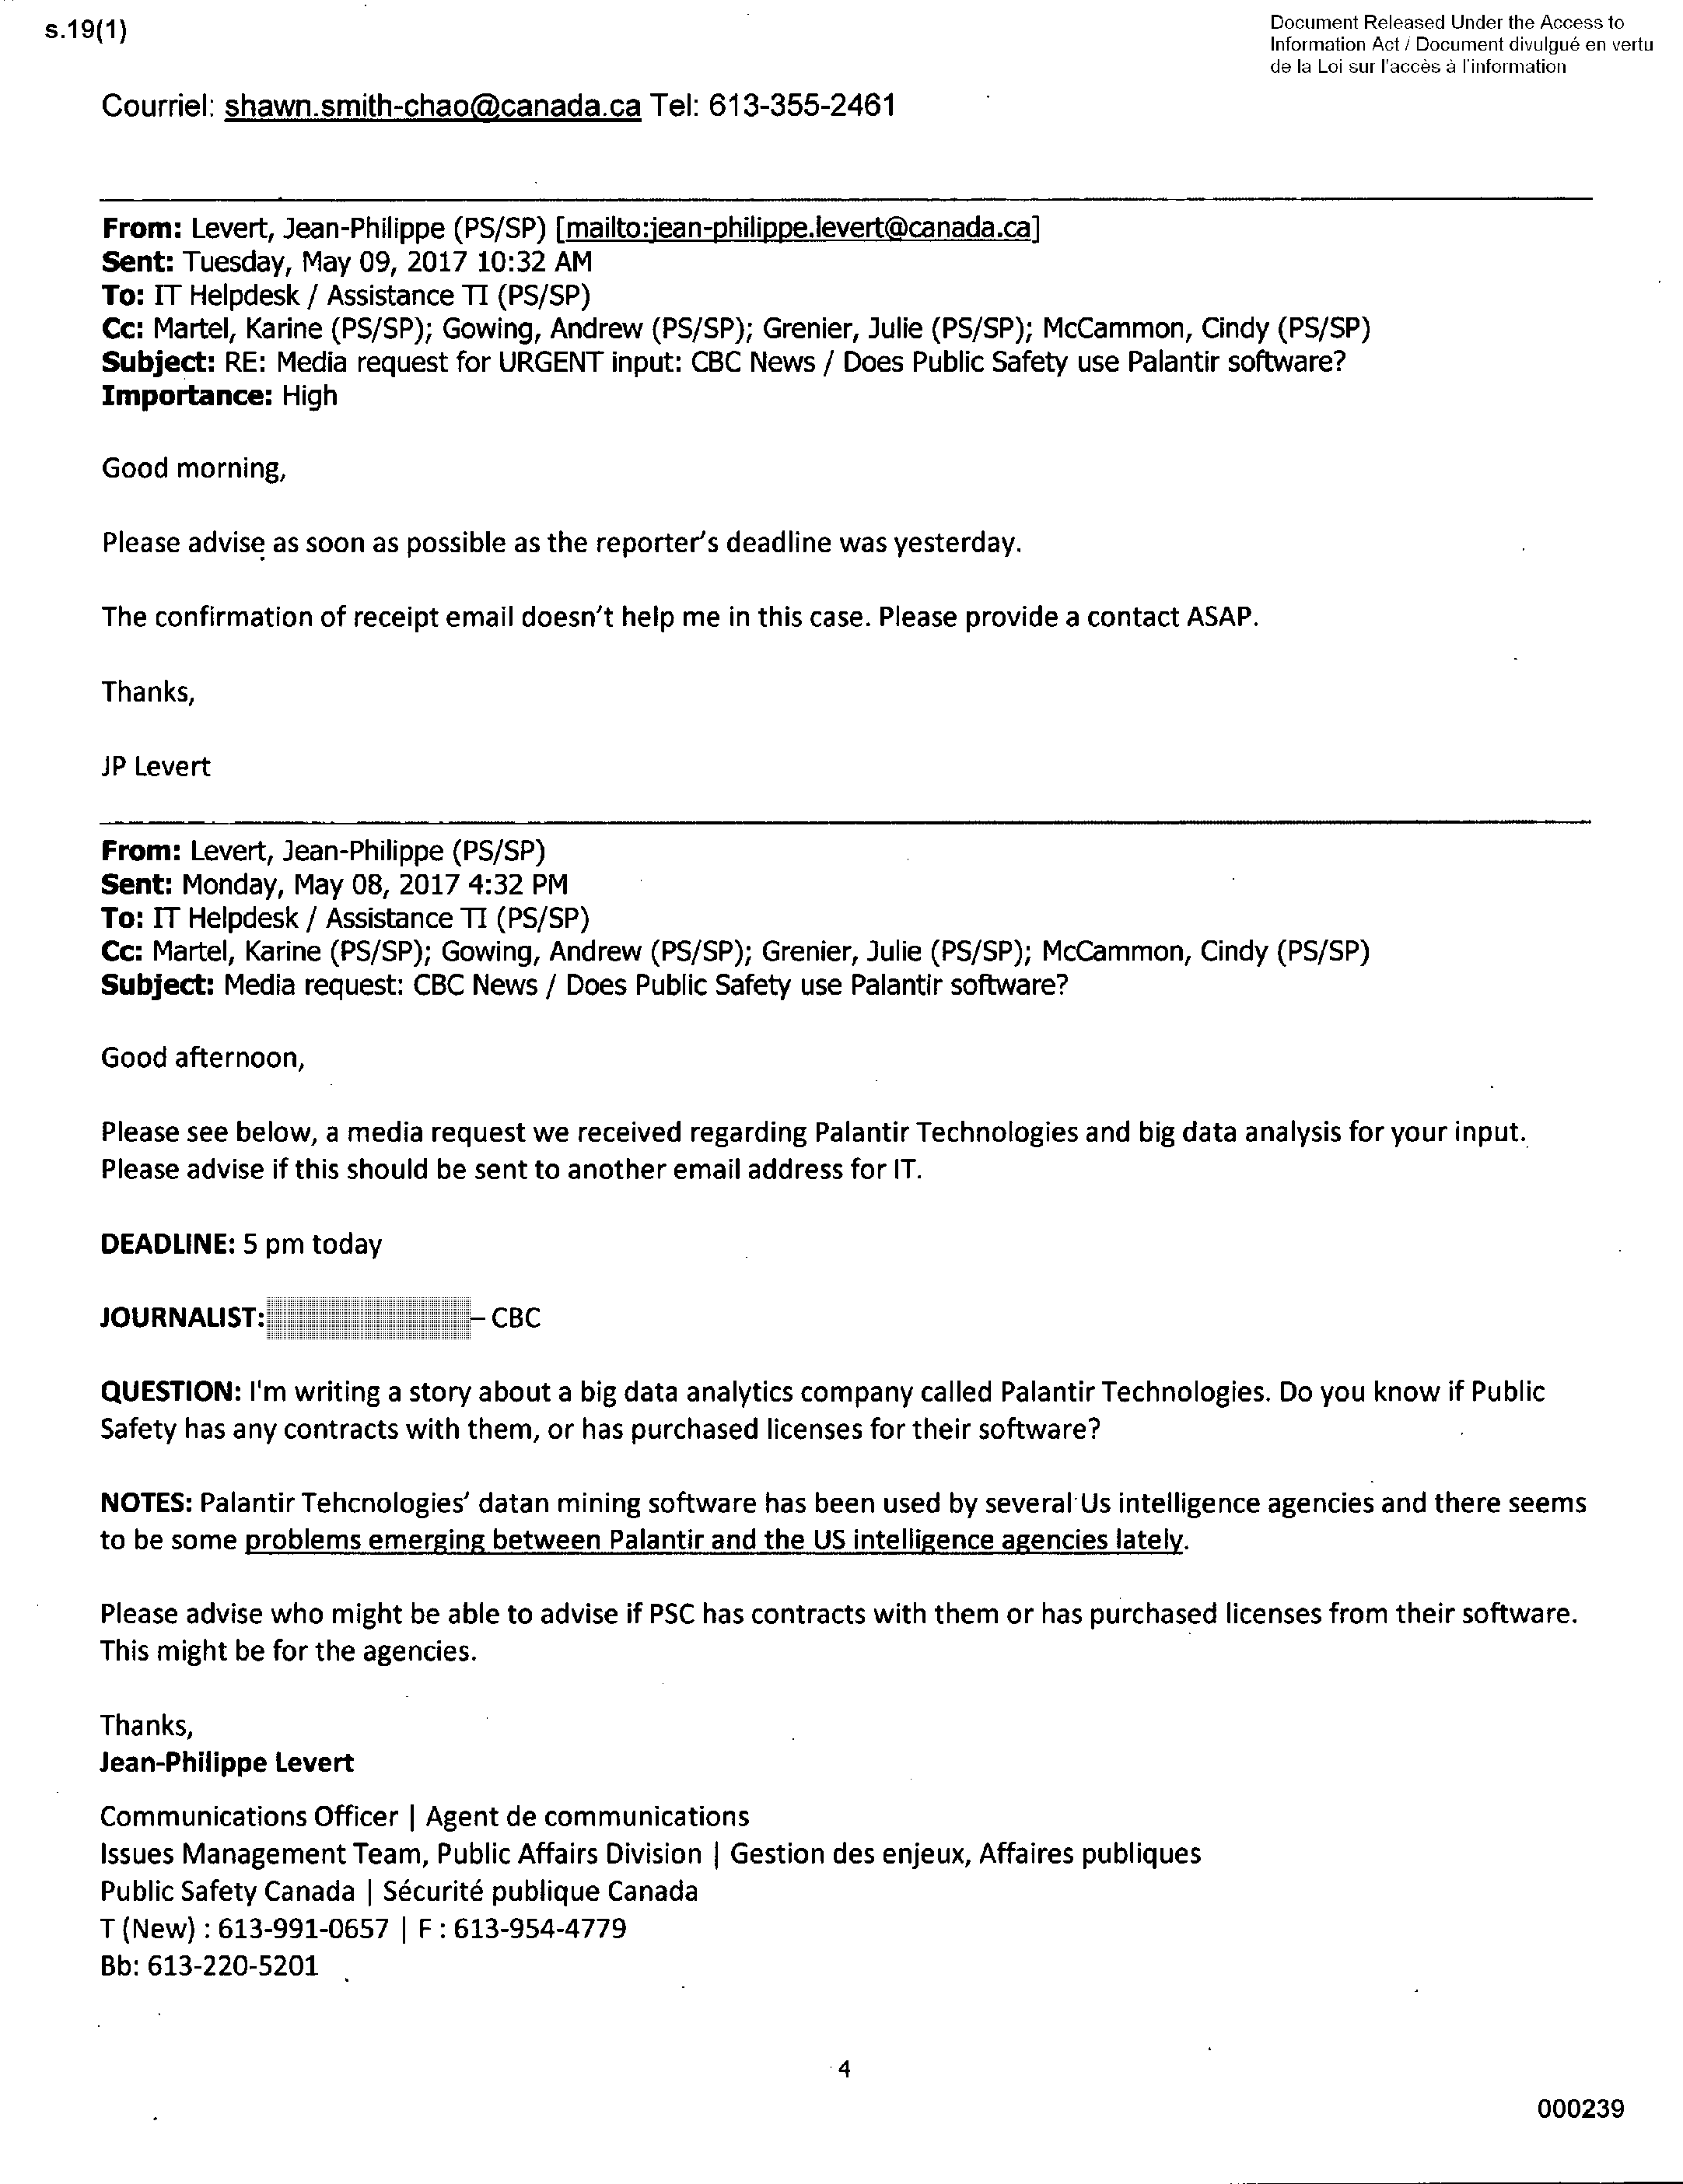 s.19(1)
Document Released Under the Access to
Information Act / Document divulgué en vertu
de la Loi sur l'accès à l'information
Courriel: shawn.smith-chao@canada.ca Tel: 613-355-2461
From: Levert, Jean-Philippe (PS/SP) [mailto:jean-philippe.levert@canada.ca]
Sent: Tuesday, May 09, 2017 10:32 AM
To: IT Helpdesk / Assistance TI (PS/SP)
Cc: Martel, Karine (PS/SP); Gowing, Andrew (PS/SP); Grenier, Julie (PS/SP); McCammon, Cindy (PS/SP)
Subject: RE: Media request for URGENT input: CBC News / Does Public Safety use Palantir software?
Importance: High
Good morning,
Please advise as soon as possible as the reporter's deadline was yesterday.
The confirmation of receipt email doesn't help me in this case. Please provide a contact ASAP.
Thanks,
JP Levert
From: Levert, Jean-Philippe (PS/SP)
Sent: Monday, May 08, 2017 4:32 PM
To: IT Helpdesk / Assistance TI (PS/SP)
Cc: Martel, Karine (PS/SP); Gowing, Andrew (PS/SP); Grenier, Julie (PS/SP); McCammon, Cindy (PS/SP)
Subject: Media request: CBC News / Does Public Safety use Palantir software?
Good afternoon,
Please see below, a media request we received regarding Palantir Technologies and big data analysis for your input.
Please advise if this should be sent to another email address for IT.
DEADLINE: 5 pm today
JOURNALIST: – CBC
QUESTION: I'm writing a story about a big data analytics company called Palantir Technologies. Do you know if Public
Safety has any contracts with them, or has purchased licenses for their software?
NOTES: Palantir Tehcnologies' datan mining software has been used by several Us intelligence agencies and there seems
to be some problems emerging between Palantir and the US intelligence agencies lately.
Please advise who might be able to advise if PSC has contracts with them or has purchased licenses from their software.
This might be for the agencies.
Thanks,
Jean-Philippe Levert
Communications Officer | Agent de communications
Issues Management Team, Public Affairs Division | Gestion des enjeux, Affaires publiques
Public Safety Canada | Sécurité publique Canada
T (New) : 613-991-0657 | F : 613-954-4779
Bb: 613-220-5201
4
000239